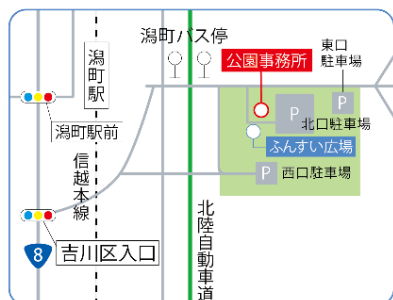 潟町バス停
東口
駐車場
潟町駅
公園事務所
P
P
潟町駅前
北口駐車場
ふんすい広場
信越本線
P
西口駐車場
北陸自動車道
吉川区入口
8